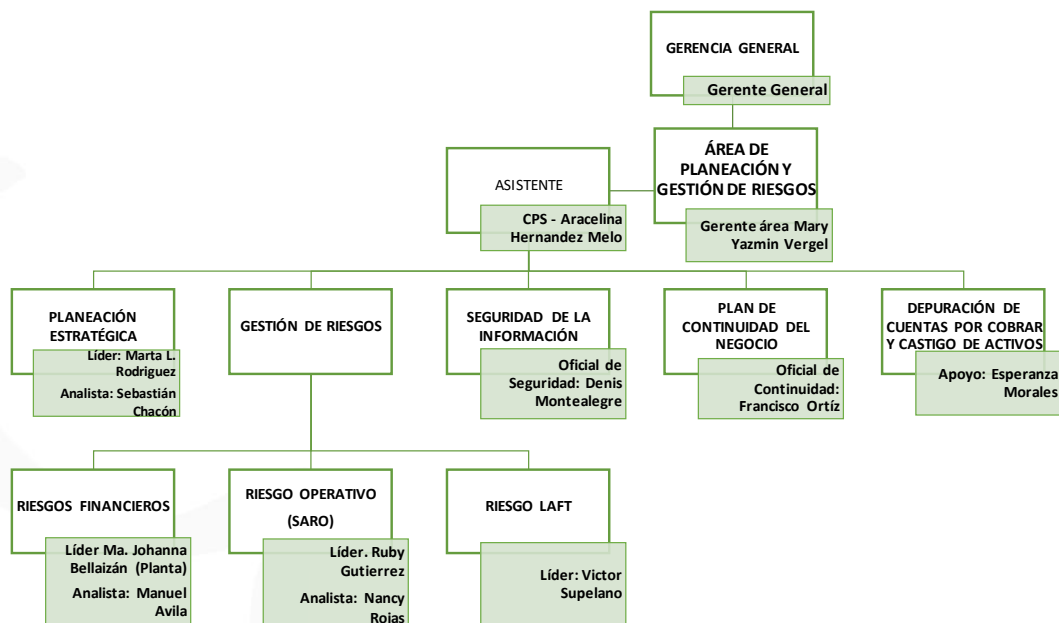 GERENCIA GENERAL
Gerente General
ÁREA DE
PLANEACIÓN Y
GESTIÓN DE RIESGOS
Gerente área Mary
Yazmin Vergel
ASISTENTE
CPS - Aracelina
Hernandez Melo
PLANEACIÓN
ESTRATÉGICA
Líder: Marta L.
Rodriguez
Analista: Sebastián
Chacón
GESTIÓN DE RIESGOS
SEGURIDAD DE LA
INFORMACIÓN
Oficial de
Seguridad: Denis
Montealegre
PLAN DE
CONTINUIDAD DEL
NEGOCIO
Oficial de
Continuidad:
Francisco Ortíz
DEPURACIÓN DE
CUENTAS POR COBRAR
Y CASTIGO DE ACTIVOS
Apoyo: Esperanza
Morales
RIESGOS FINANCIEROS
Líder Ma. Johanna
Bellaizán (Planta)
Analista: Manuel
Avila
RIESGO OPERATIVO
(SARO)
Líder. Ruby
Gutierrez
Analista: Nancy
Rojas
RIESGO LAFT
Líder: Victor
Supelano